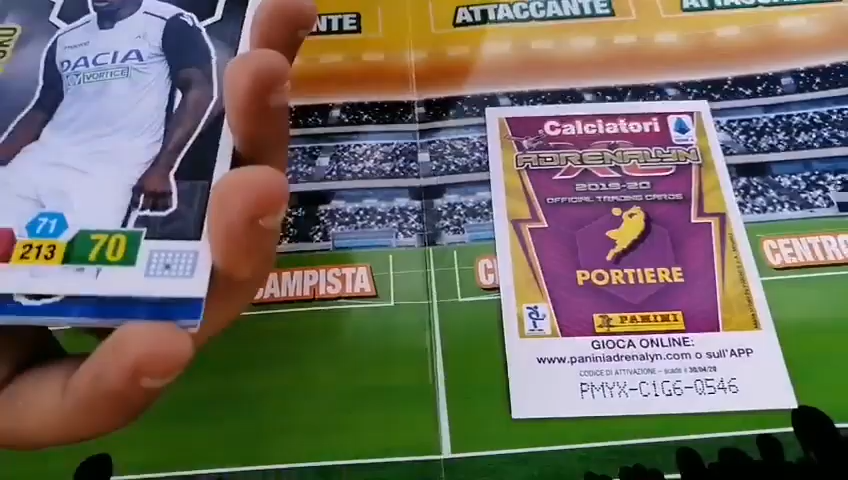 ANTE
ATTACCANTE
DACIA
VORTICE
71
213
70
CAMPISTA
Calciatori
ADRENALYN
XL
2019-20
OFFICIAL TRADING CARDS
PORTIERE
PANINI
GIOCA ONLINE:
www.paniniadrenalyn.com o sull'APP
CODICE DI ATTIVAZIONE - scade il 30/04/20
PMYX-C1G6-0546
CENTRO